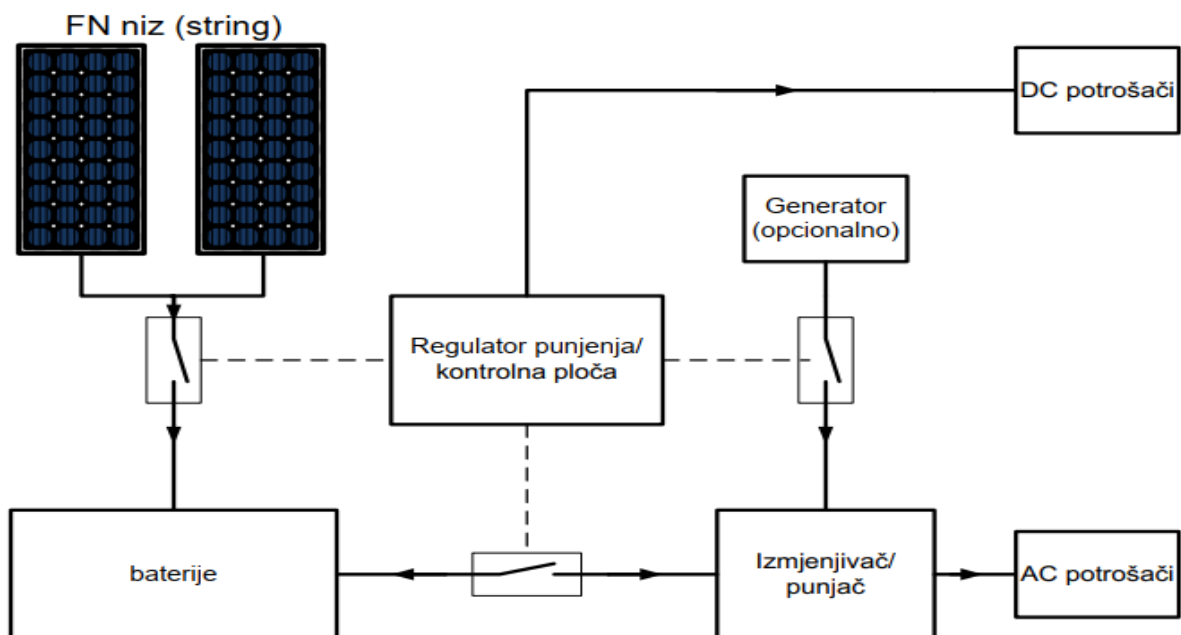 FN niz (string)
DC potrošači
Generator
(opcionalno)
Regulator punjenja/
kontrolna ploča
baterije
Izmjenjivač/
punjač
AC potrošači